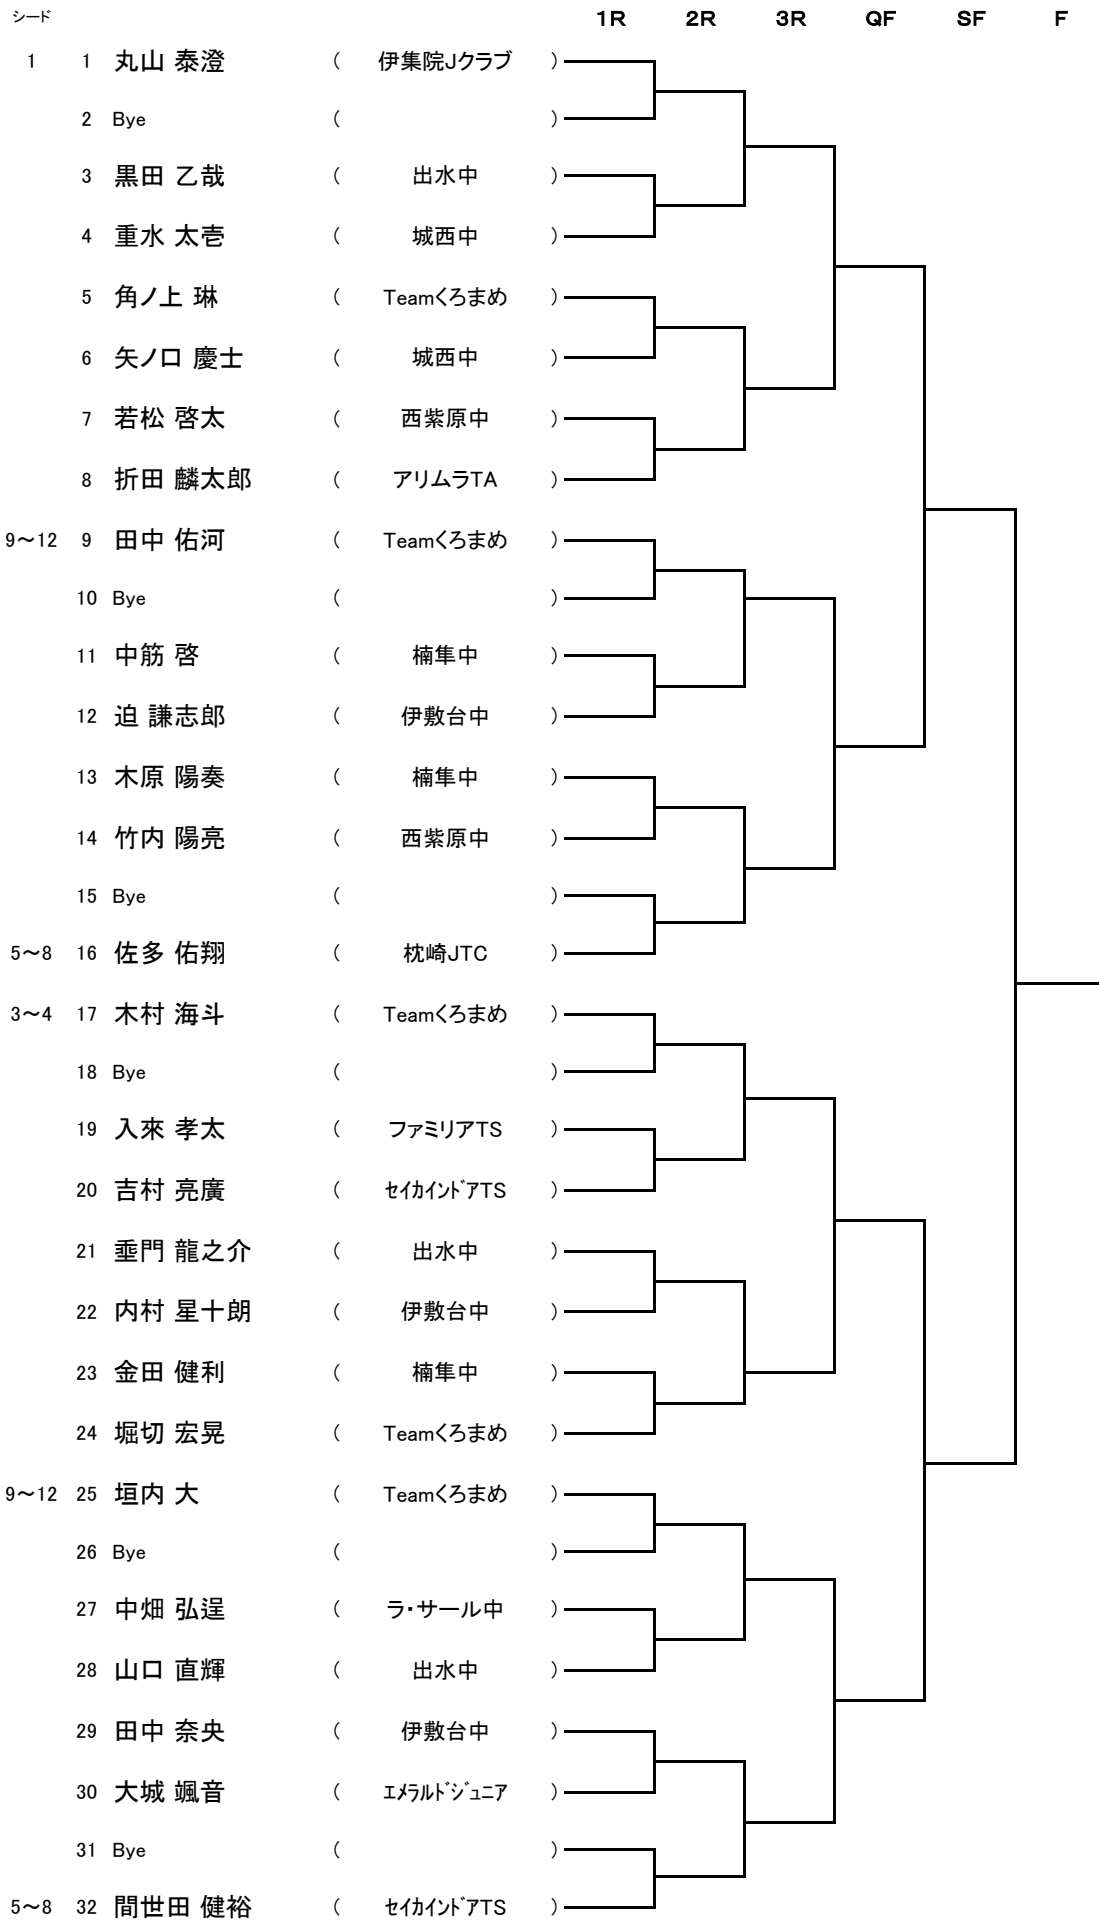 シード 1R 2R 3R QF SF F
1 1 丸山 泰澄 ( 伊集院Jクラブ )
2 Bye ( )
3 黒田 乙哉 ( 出水中 )
4 重水 太壱 ( 城西中 )
5 角ノ上 琳 ( Teamくろまめ )
6 矢ノ口 慶士 ( 城西中 )
7 若松 啓太 ( 西紫原中 )
8 折田 麟太郎 ( アリムラTA )
9～12 9 田中 佑河 ( Teamくろまめ )
10 Bye ( )
11 中筋 啓 ( 楠隼中 )
12 迫 謙志郎 ( 伊敷台中 )
13 木原 陽奏 ( 楠隼中 )
14 竹内 陽亮 ( 西紫原中 )
15 Bye ( )
5～8 16 佐多 佑翔 ( 枕崎JTC )
3～4 17 木村 海斗 ( Teamくろまめ )
18 Bye ( )
19 入來 孝太 ( ファミリアTS )
20 吉村 亮廣 ( ｾｲｶｲﾝﾄﾞｱTS )
21 埀門 龍之介 ( 出水中 )
22 内村 星十朗 ( 伊敷台中 )
23 金田 健利 ( 楠隼中 )
24 堀切 宏晃 ( Teamくろまめ )
9～12 25 垣内 大 ( Teamくろまめ )
26 Bye ( )
27 中畑 弘逞 ( ラ・サール中 )
28 山口 直輝 ( 出水中 )
29 田中 奈央 ( 伊敷台中 )
30 大城 颯音 ( ｴﾒﾗﾙﾄﾞｼﾞｭﾆｱ )
31 Bye ( )
5～8 32 間世田 健裕 ( ｾｲｶｲﾝﾄﾞｱTS )